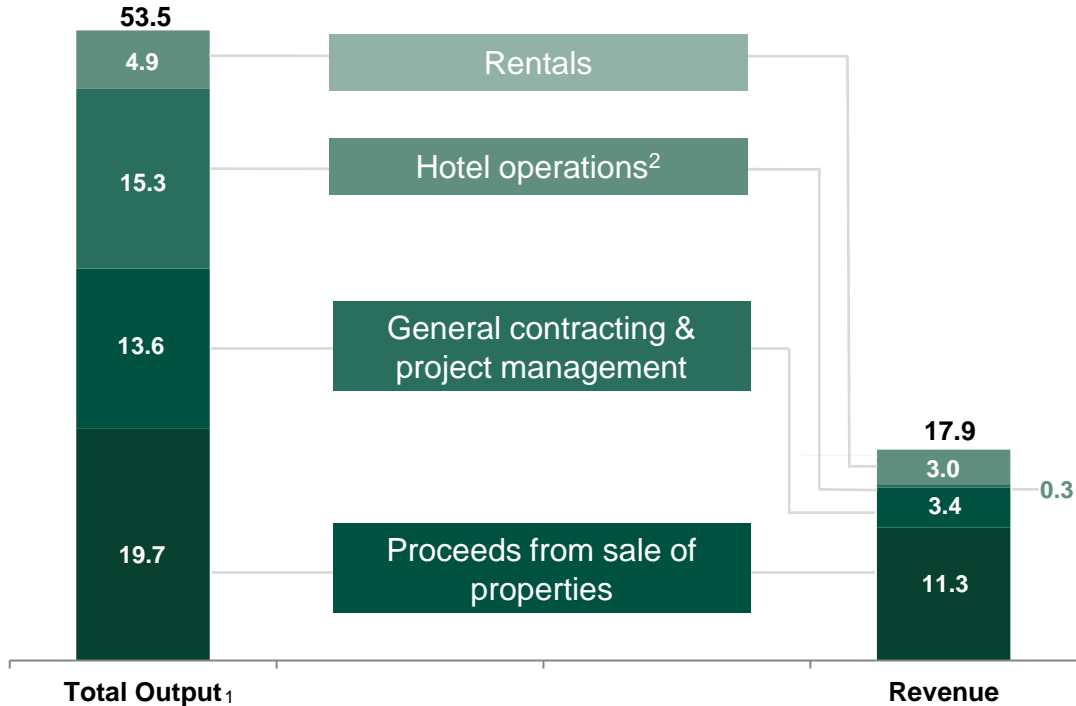 53.5
4.9
Rentals
15.3
Hotel operations2
13.6
General contracting &
project management
17.9
3.0
0.3
3.4
19.7
Proceeds from sale of
properties
11.3
Total Output1
Revenue